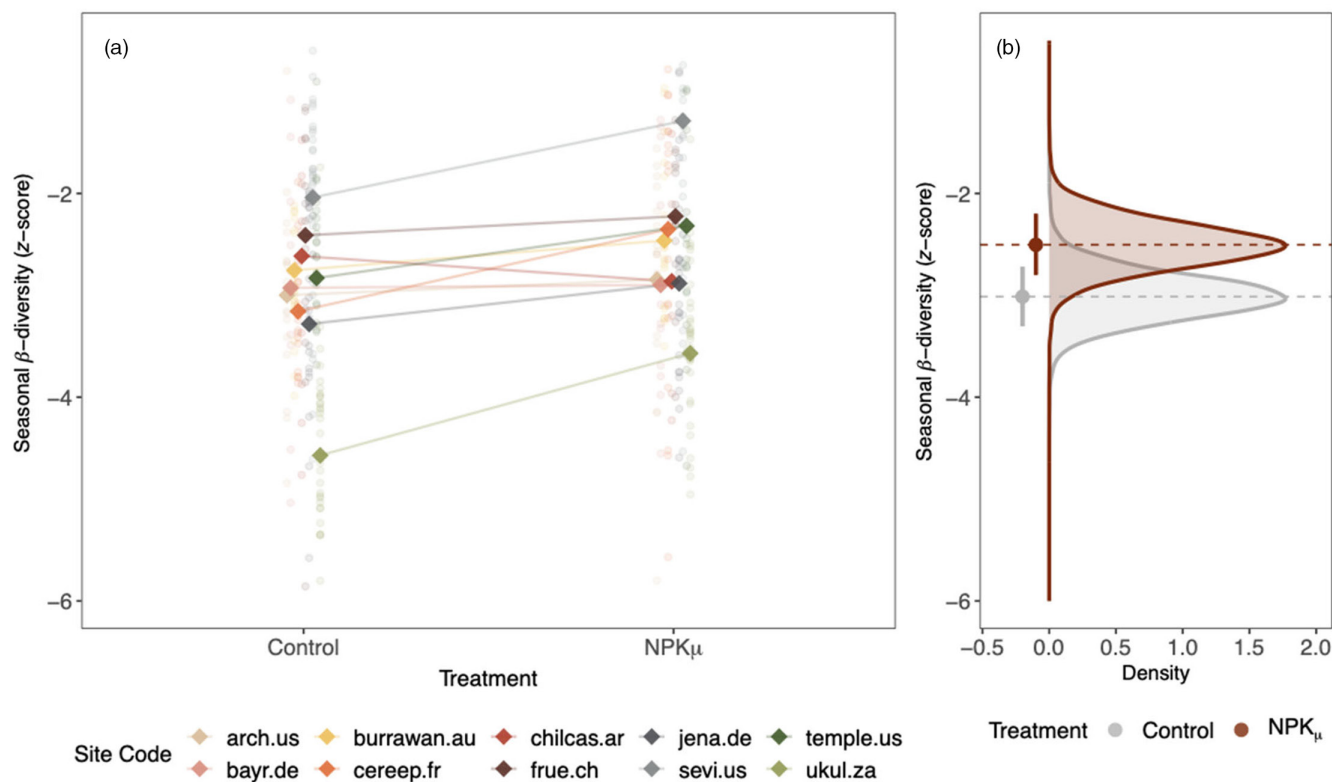 (a)
Seasonal β–diversity (z–score)
−2
−4
−6
Control
NPKμ
Treatment
(b)
Seasonal β–diversity (z–score)
−2
−4
−6
−0.5 0.0 0.5 1.0 1.5 2.0
Density
Site Code
arch.us burrawan.au chilcas.ar jena.de temple.us
bayr.de cereep.fr frue.ch sevi.us ukul.za
Treatment Control NPKμ